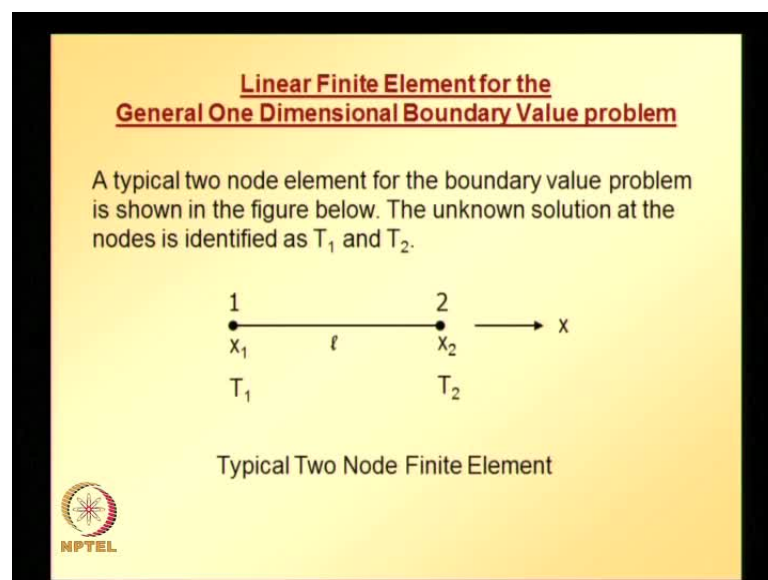 Linear Finite Element for the
General One Dimensional Boundary Value problem
A typical two node element for the boundary value problem
is shown in the figure below. The unknown solution at the
nodes is identified as T₁ and T₂.
1 2
x
X₁ ℓ X₂
T₁ T₂
Typical Two Node Finite Element
NPTEL